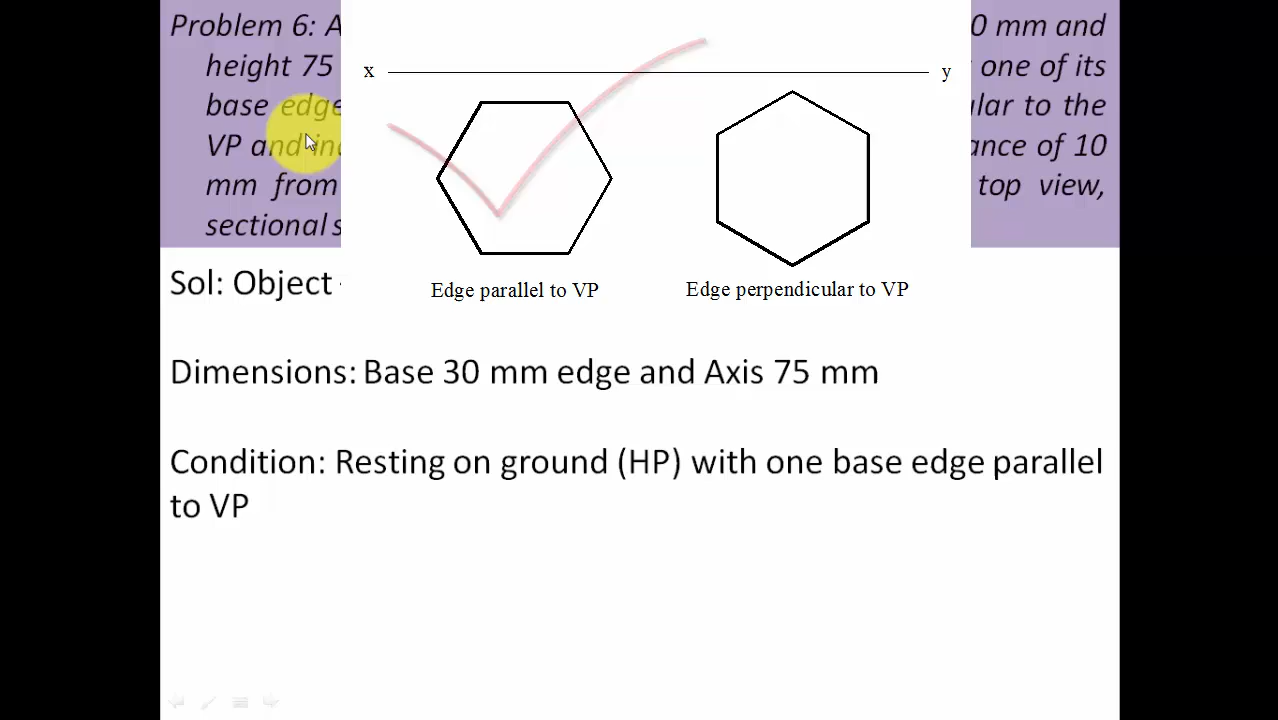 Problem 6: A 0 mm and
height 75 one of its
base edge lar to the
VP and in ance of 10
mm from top view,
sectional s
x y
Edge parallel to VP Edge perpendicular to VP
Sol: Object
Dimensions: Base 30 mm edge and Axis 75 mm
Condition: Resting on ground (HP) with one base edge parallel
to VP